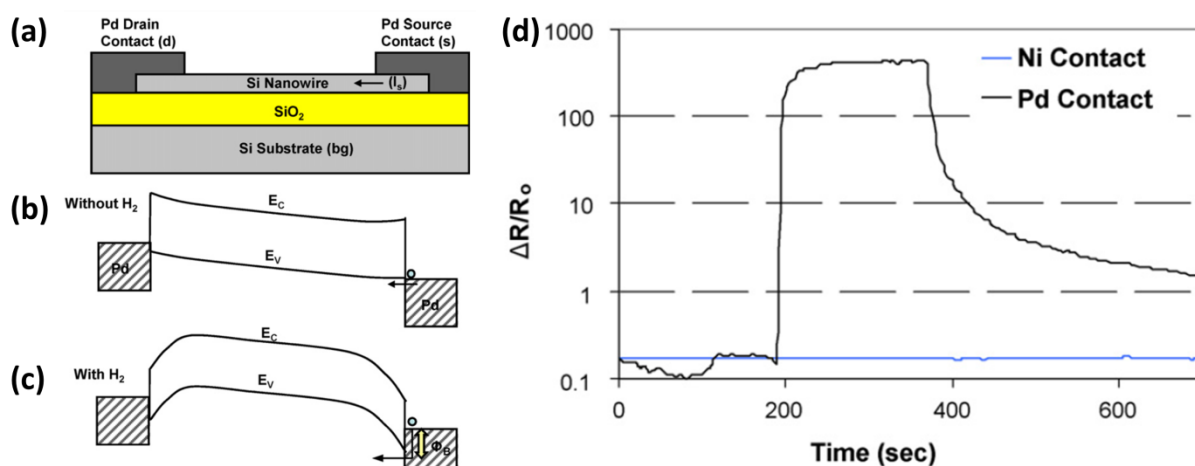 (a)
Pd Drain
Contact (d)
Pd Source
Contact (s)
Si Nanowire
(Is)
SiO2
Si Substrate (bg)
(b)
Without H2
EC
EV
Pd
Pd
(c)
With H2
EC
EV
ΦB
(d)
ΔR/Ro
1000
100
10
1
0.1
Ni Contact
Pd Contact
0
200
400
600
Time (sec)